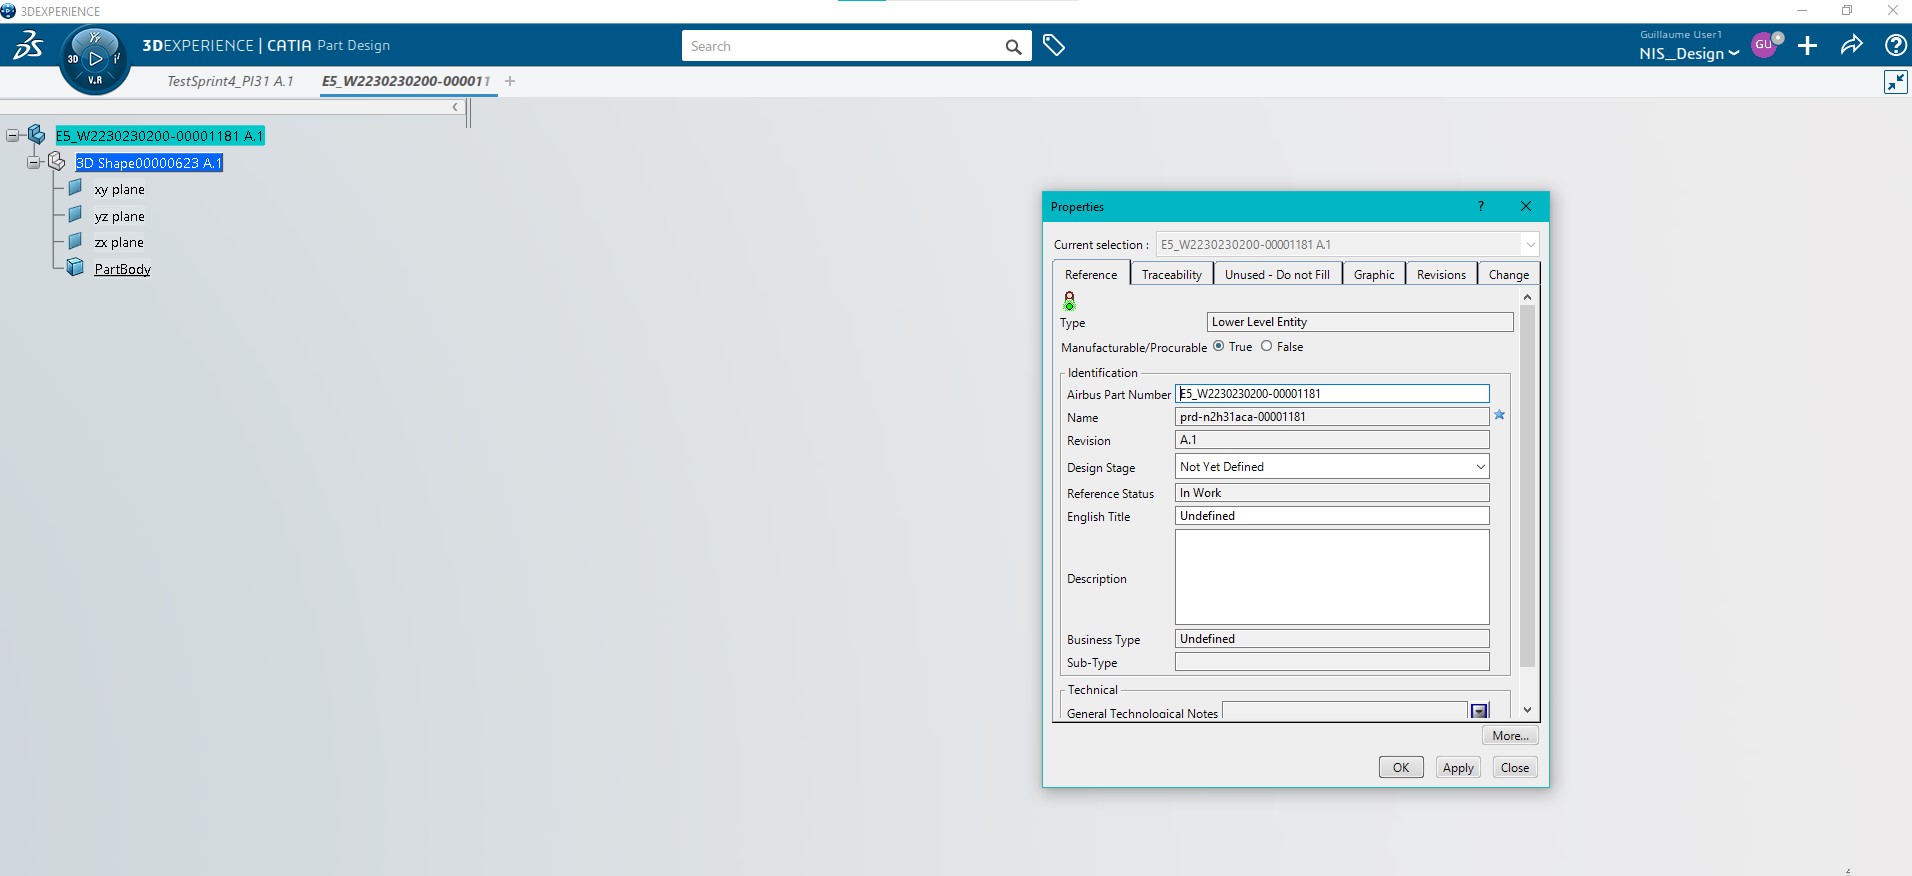 3DEXPERIENCE
3DEXPERIENCE | CATIA Part Design
3D
V.R
Search
Guillaume User1
NIS_Design
GU
TestSprint4_PI31 A.1
E5_W2230230200-000011
E5_W2230230200-00001181 A.1
3D Shape00000623 A.1
xy plane
yz plane
zx plane
PartBody
Properties
?
Current selection :
E5_W2230230200-00001181 A.1
Reference
Traceability
Unused - Do not Fill
Graphic
Revisions
Change
Type
Lower Level Entity
Manufacturable/Procurable
True
False
Identification
Airbus Part Number
E5_W2230230200-00001181
Name
prd-n2h31aca-00001181
Revision
A.1
Design Stage
Not Yet Defined
Reference Status
In Work
English Title
Undefined
Description
Business Type
Undefined
Sub-Type
Technical
General Technological Notes
More...
OK
Apply
Close